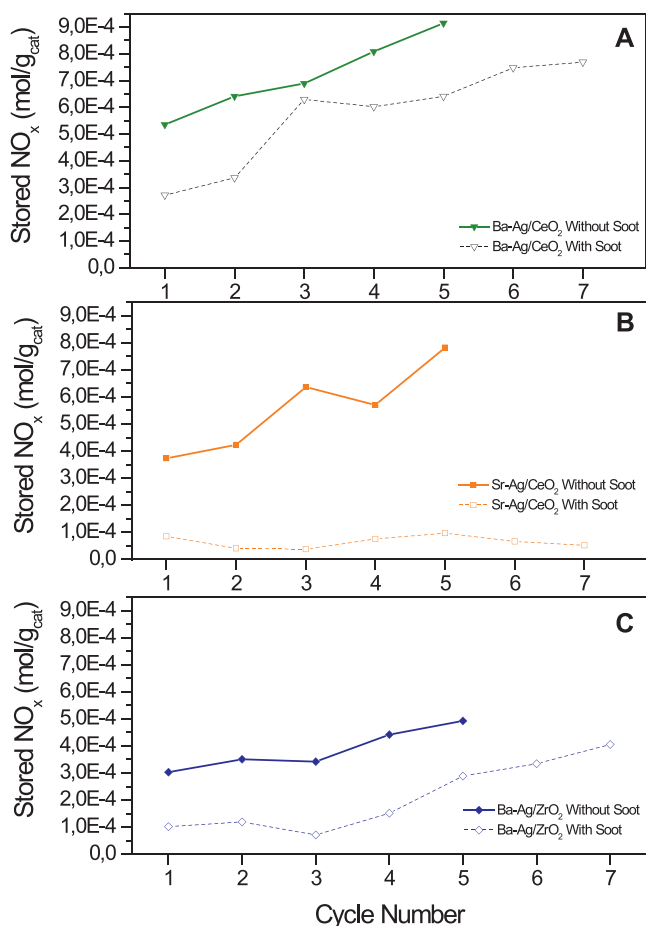 A
Stored NOx (mol/gcat)
9,0E-4
8,0E-4
7,0E-4
6,0E-4
5,0E-4
4,0E-4
3,0E-4
2,0E-4
1,0E-4
0,0
Ba-Ag/CeO2 Without Soot
Ba-Ag/CeO2 With Soot
1 2 3 4 5 6 7
B
Stored NOx (mol/gcat)
9,0E-4
8,0E-4
7,0E-4
6,0E-4
5,0E-4
4,0E-4
3,0E-4
2,0E-4
1,0E-4
0,0
Sr-Ag/CeO2 Without Soot
Sr-Ag/CeO2 With Soot
1 2 3 4 5 6 7
C
Stored NOx (mol/gcat)
9,0E-4
8,0E-4
7,0E-4
6,0E-4
5,0E-4
4,0E-4
3,0E-4
2,0E-4
1,0E-4
0,0
Ba-Ag/ZrO2 Without Soot
Ba-Ag/ZrO2 With Soot
1 2 3 4 5 6 7
Cycle Number